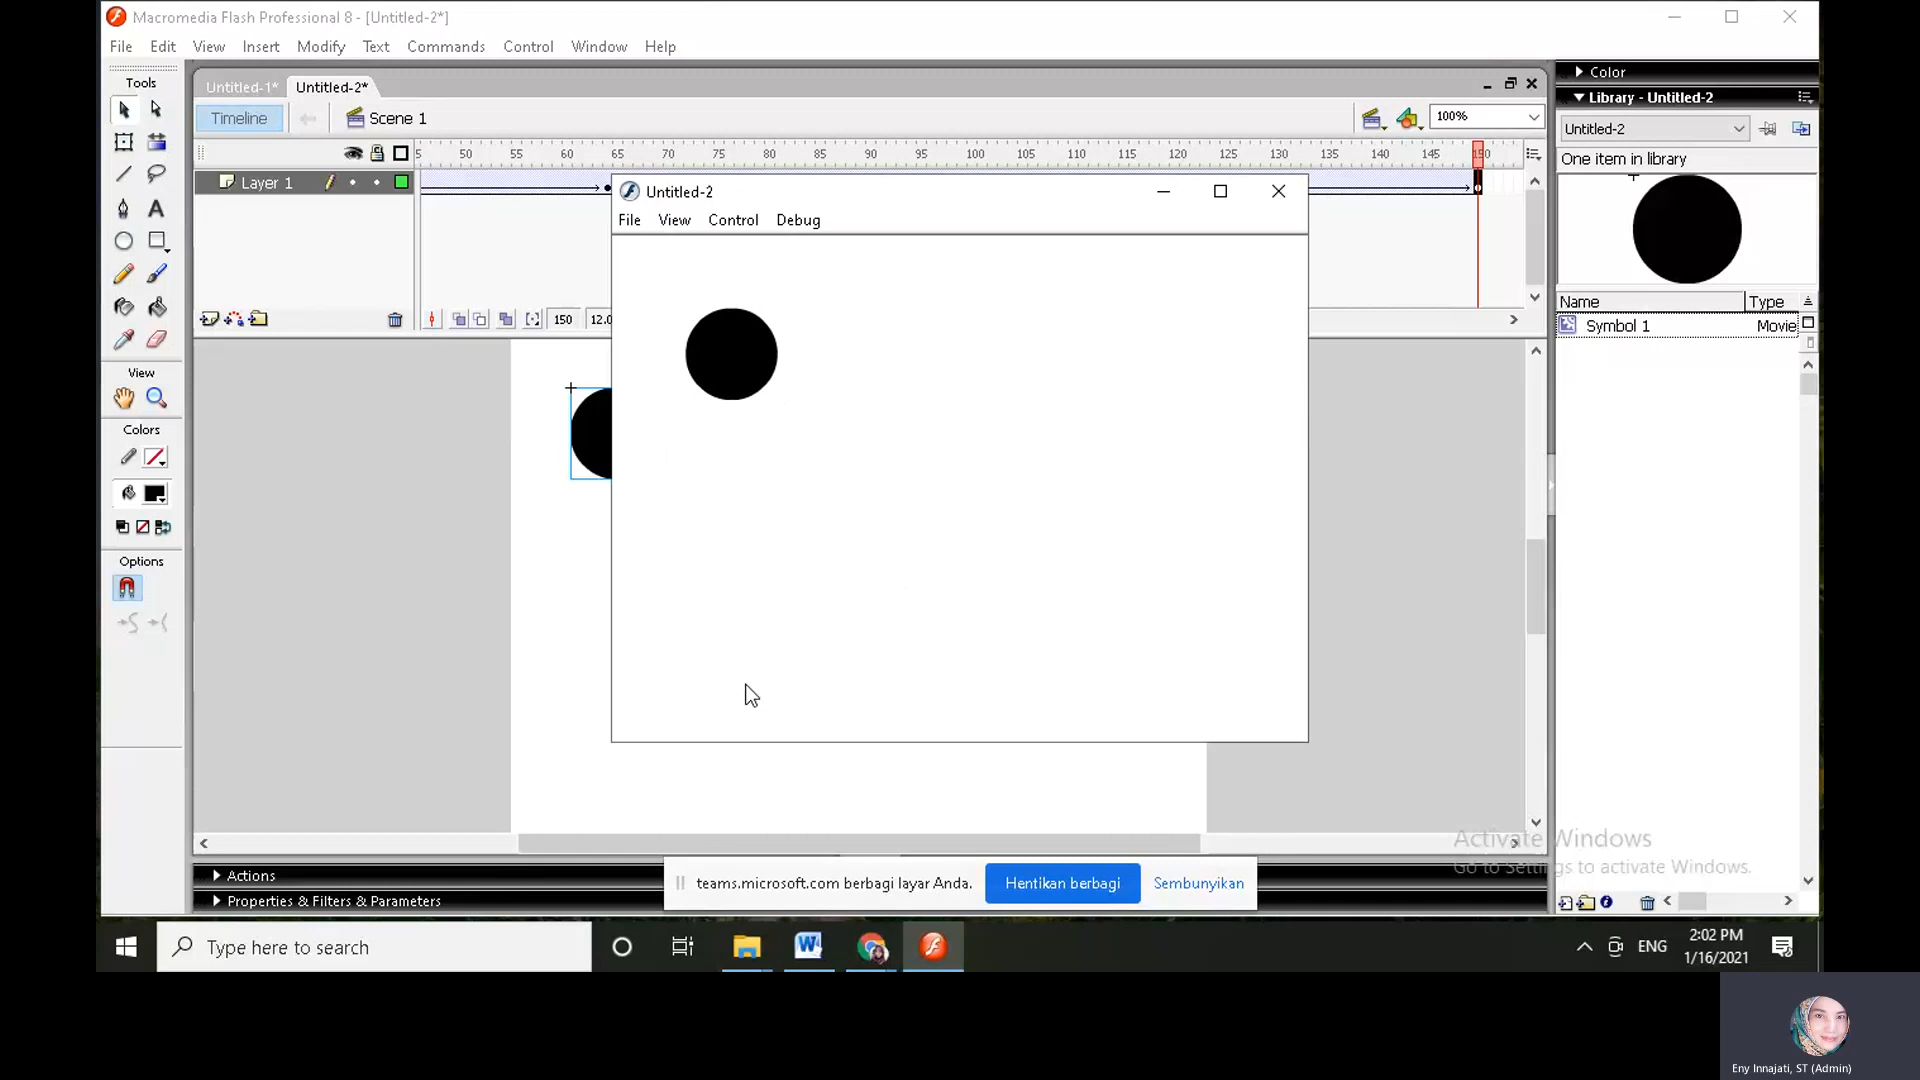 Macromedia Flash Professional 8 - [Untitled-2*]
File Edit View Insert Modify Text Commands Control Window Help
Tools
Untitled-1* Untitled-2*
Timeline Scene 1 100%
5 50 55 60 65 70 75 80 85 90 95 100 105 110 115 120 125 130 135 140 145 150
Layer 1
150 12.0
View
Colors
Options
Untitled-2
File View Control Debug
Color
Library - Untitled-2
Untitled-2
One item in library
Name Type
Symbol 1 Movie
Actions
Properties & Filters & Parameters
teams.microsoft.com berbagi layar Anda. Hentikan berbagi Sembunyikan
Activate Windows
Go to Settings to activate Windows.
Type here to search
ENG
2:02 PM
1/16/2021
Eny Innajati, ST (Admin)